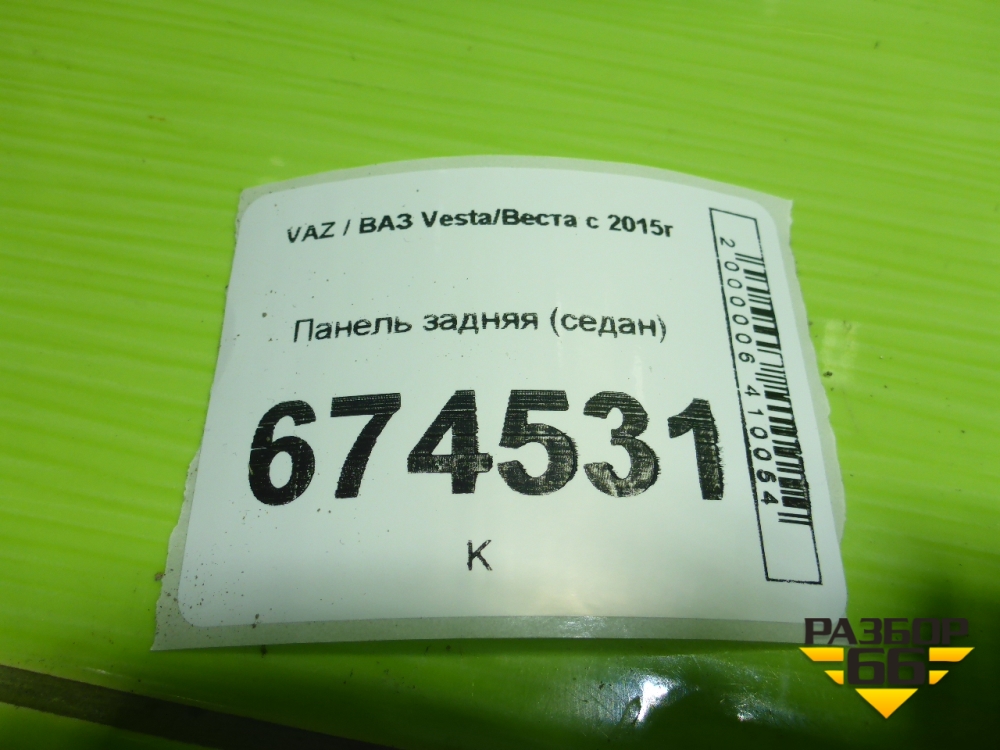 VAZ / ВАЗ Vesta/Веста с 2015г
Панель задняя (седан)
674531
К
2000006410064
РАЗБОР
66